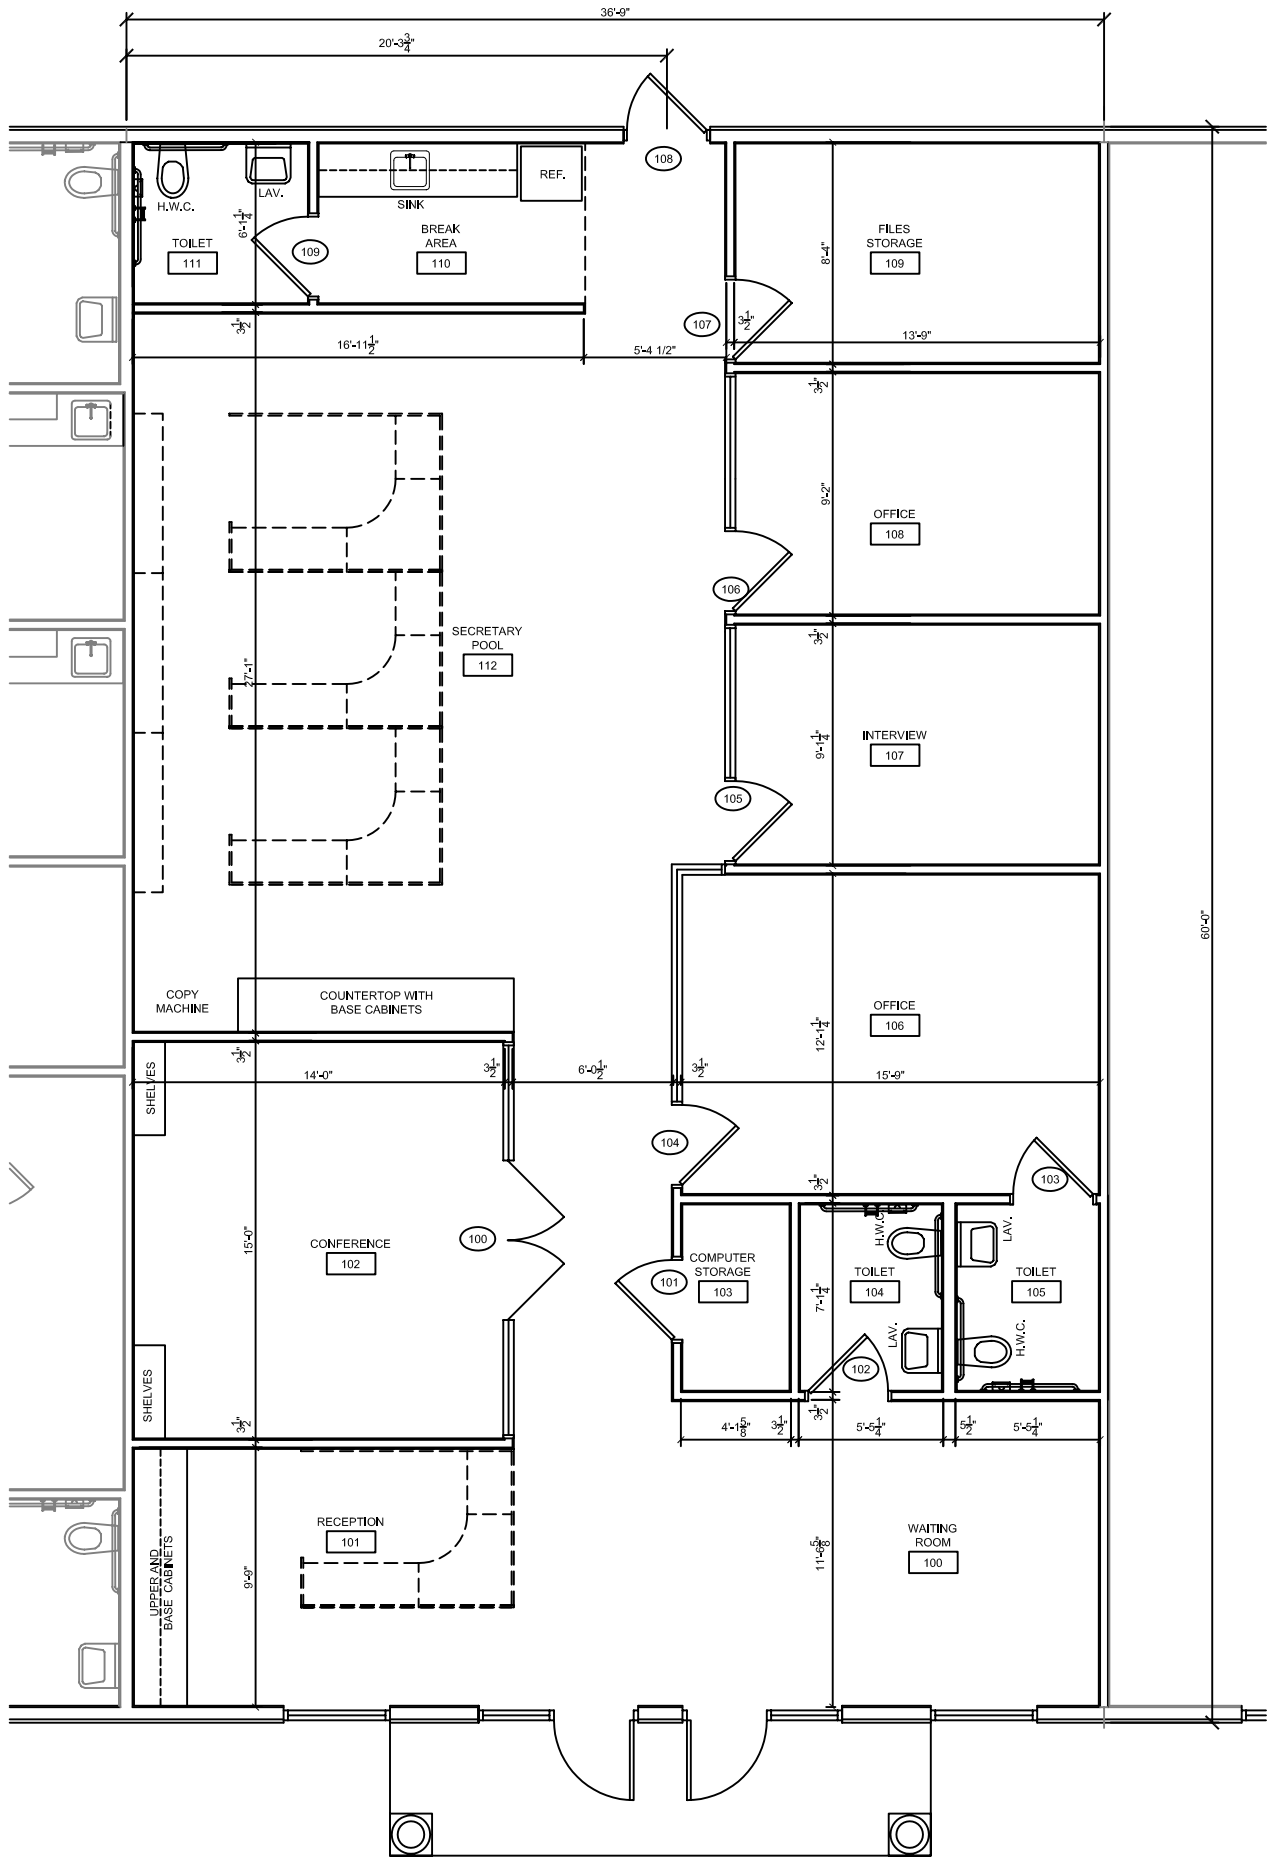 36'-9"
20'-3 3/4"
108
H.W.C.
LAV.
SINK
REF.
6'-1 1/4"
TOILET
111
109
BREAK
AREA
110
FILES
STORAGE
109
8'-4"
3 1/2"
107
3 1/2"
16'-11 1/2"
5'-4 1/2"
13'-9"
3 1/2"
9'-2"
OFFICE
108
106
3 1/2"
SECRETARY
POOL
112
27'-1"
INTERVIEW
107
9'-1 1/4"
105
60'-0"
COPY
MACHINE
COUNTERTOP WITH
BASE CABINETS
OFFICE
106
12'-1 1/4"
SHELVES
3 1/2"
14'-0"
3 1/2"
6'-0 1/2"
3 1/2"
15'-9"
104
3 1/2"
103
15'-0"
CONFERENCE
102
100
COMPUTER
STORAGE
103
101
H.W.C.
TOILET
104
7'-1 1/4"
LAV.
102
LAV.
TOILET
105
H.W.C.
SHELVES
3 1/2"
3 1/2"
4'-1 5/8"
3 1/2"
5'-5 1/4"
5 1/2"
5'-5 1/4"
RECEPTION
101
UPPER AND
BASE CABINETS
9'-9"
11'-6 5/8"
WAITING
ROOM
100